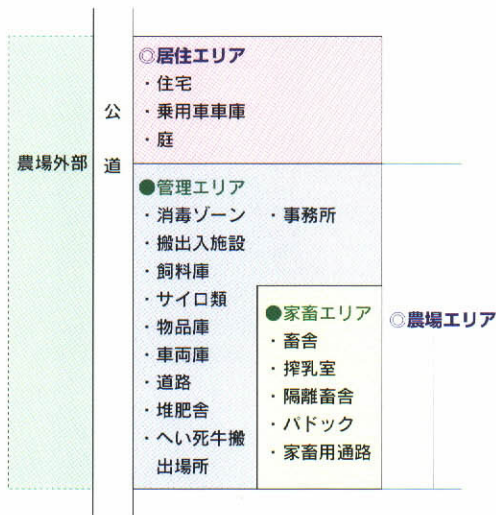 農場外部
公道
◎居住エリア
・住宅
・乗用車車庫
・庭
●管理エリア
・消毒ゾーン ・事務所
・搬出入施設
・飼料庫
・サイロ類
・物品庫
・車両庫
・道路
・堆肥舎
・へい死牛搬
出場所
●家畜エリア
・畜舎
・搾乳室
・隔離畜舎
・パドック
・家畜用通路
◎農場エリア